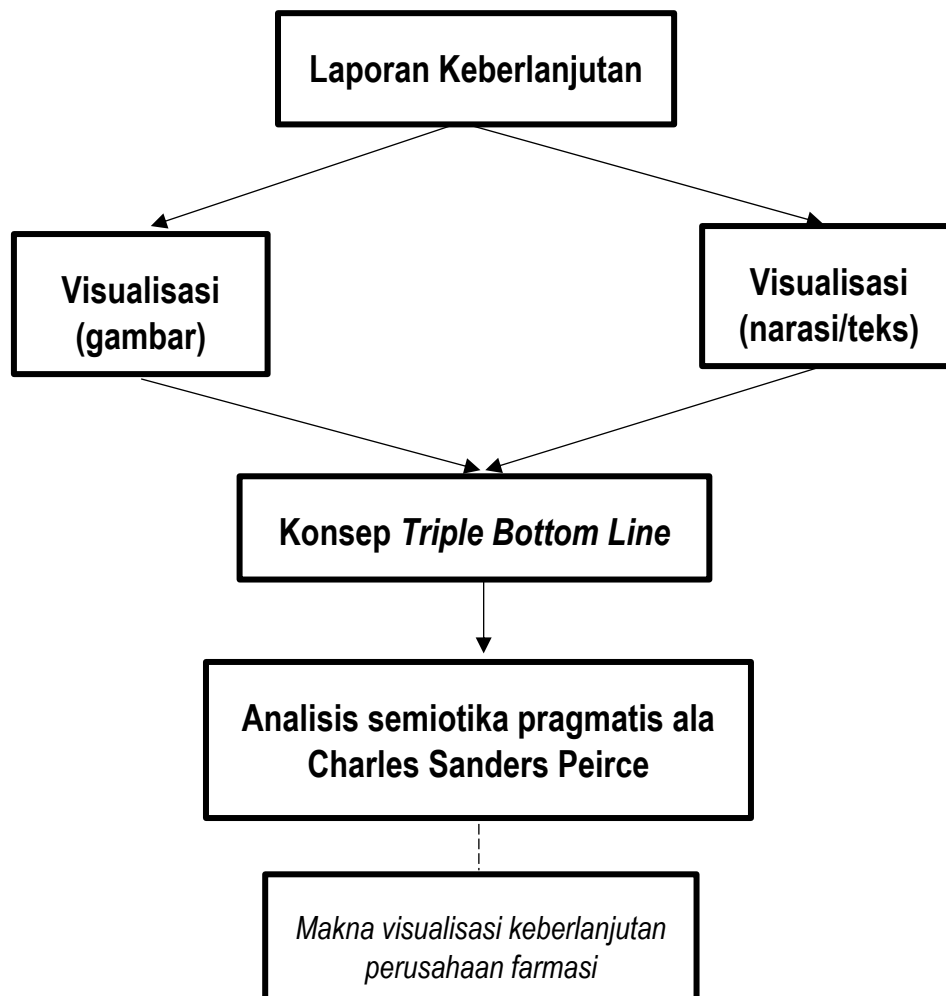 Laporan Keberlanjutan
Visualisasi
(gambar)
Visualisasi
(narasi/teks)
Konsep Triple Bottom Line
Analisis semiotika pragmatis ala
Charles Sanders Peirce
Makna visualisasi keberlanjutan
perusahaan farmasi